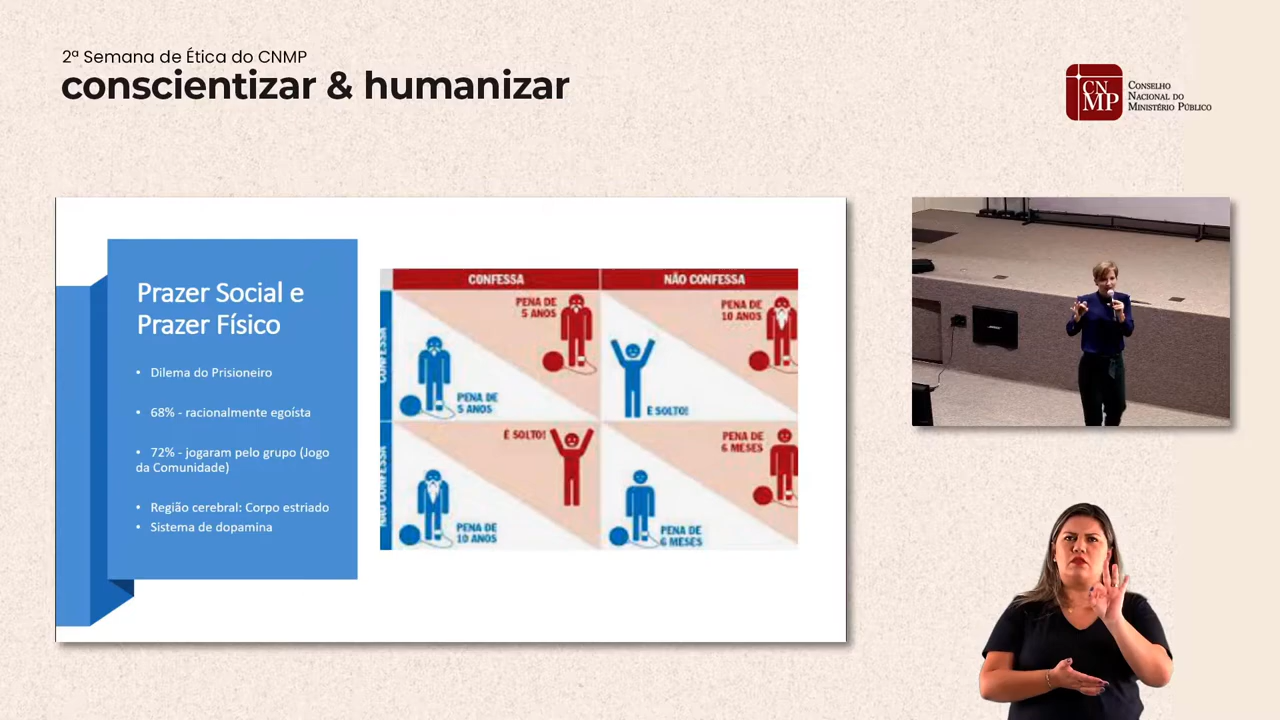 2ª Semana de Ética do CNMP
conscientizar & humanizar
CN
MP
CONSELHO
NACIONAL DO
MINISTÉRIO PÚBLICO
Prazer Social e
Prazer Físico
• Dilema do Prisioneiro
• 68% - racionalmente egoísta
• 72% - jogaram pelo grupo (Jogo
da Comunidade)
• Região cerebral: Corpo estriado
• Sistema de dopamina
CONFESSA
NÃO CONFESSA
CONFESSA
PENA DE
5 ANOS
PENA DE
5 ANOS
PENA DE
10 ANOS
É SOLTO!
NÃO CONFESSA
É SOLTO!
PENA DE
10 ANOS
PENA DE
6 MESES
PENA DE
6 MESES